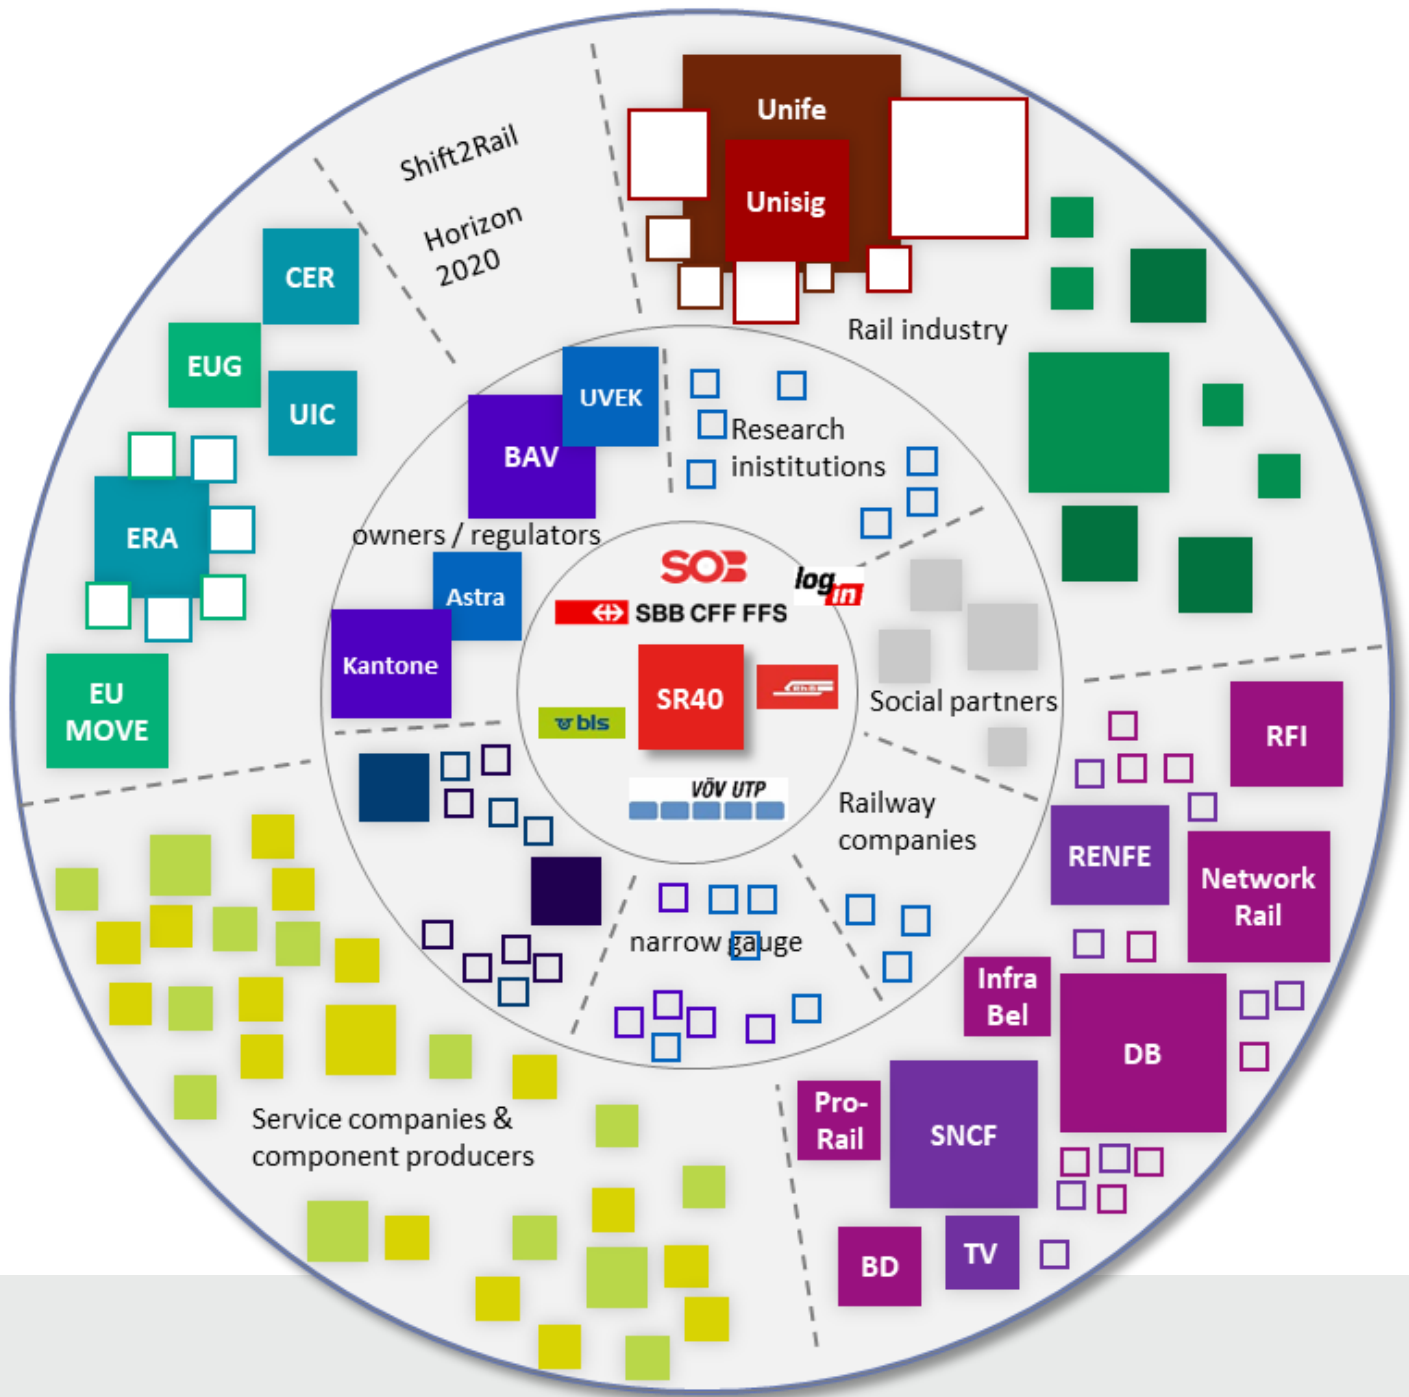 Shift2Rail
Horizon
2020
Unife
Unisig
Rail industry
CER
EUG
UIC
ERA
EU
MOVE
UVEK
BAV
owners / regulators
Astra
Kantone
Research
inistitutions
SOB
log
in
SBB CFF FFS
SR40
bls
VÖV UTP
Social partners
Railway
companies
narrow gauge
RFI
RENFE
Network
Rail
Infra
Bel
DB
Pro-
Rail
SNCF
BD
TV
Service companies &
component producers